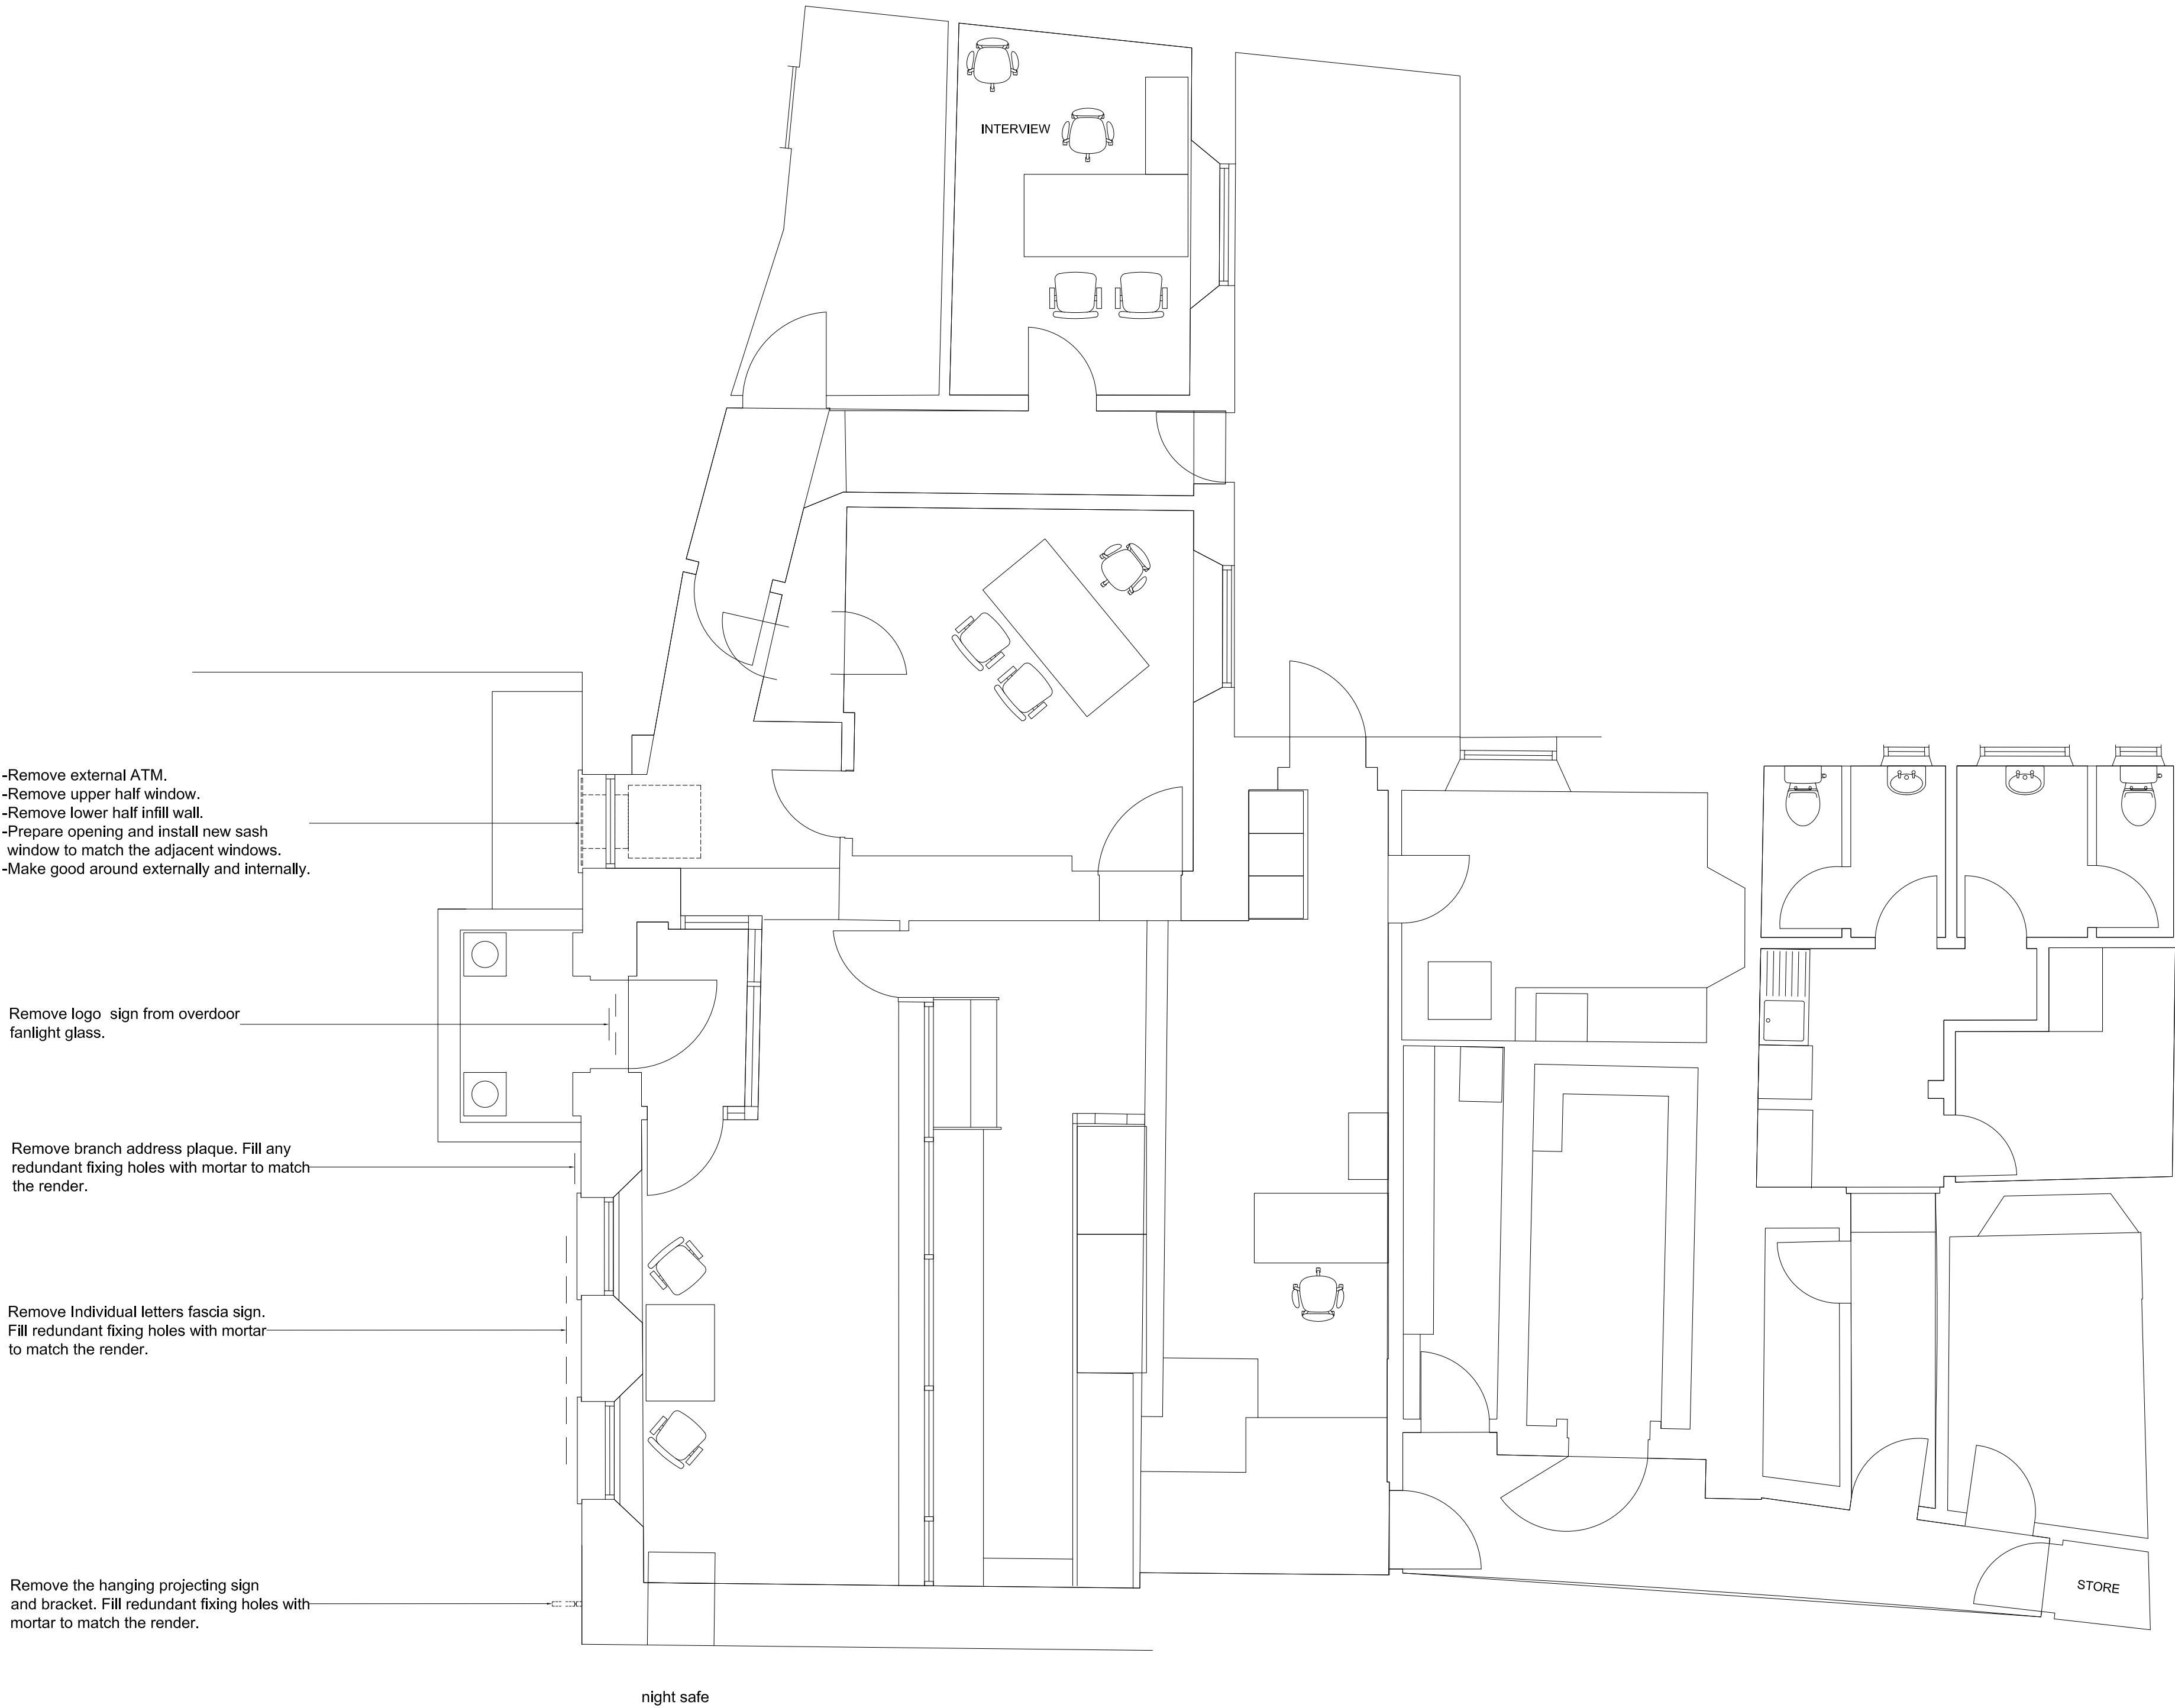 INTERVIEW
-Remove external ATM.
-Remove upper half window.
-Remove lower half infill wall.
-Prepare opening and install new sash
window to match the adjacent windows.
-Make good around externally and internally.
Remove logo  sign from overdoor
fanlight glass.
Remove branch address plaque. Fill any
redundant fixing holes with mortar to match
the render.
Remove Individual letters fascia sign.
Fill redundant fixing holes with mortar
to match the render.
Remove the hanging projecting sign
and bracket. Fill redundant fixing holes with
mortar to match the render.
STORE
night safe